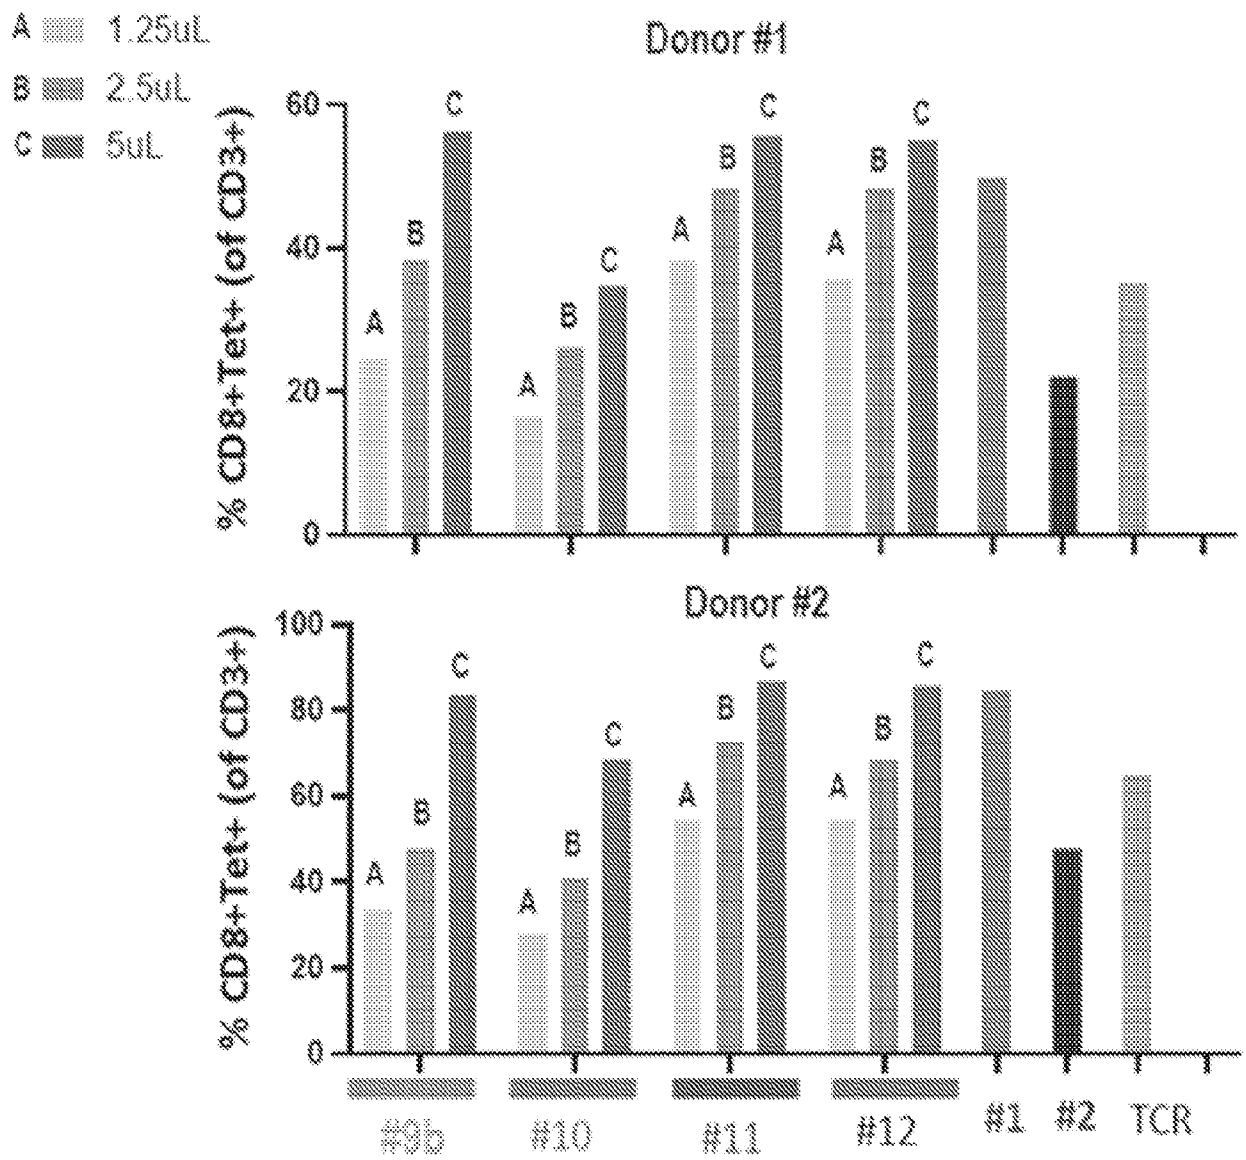 A 1.25uL
B 2.5uL
C 5uL
Donor #1
% CD8+Tet+ (of CD3+)
60
40
20
0
A B C
A B C
A B C
A B C
Donor #2
% CD8+Tet+ (of CD3+)
100
80
60
40
20
0
A B C
A B C
A B C
A B C
#9b #10 #11 #12 #1 #2 TCR